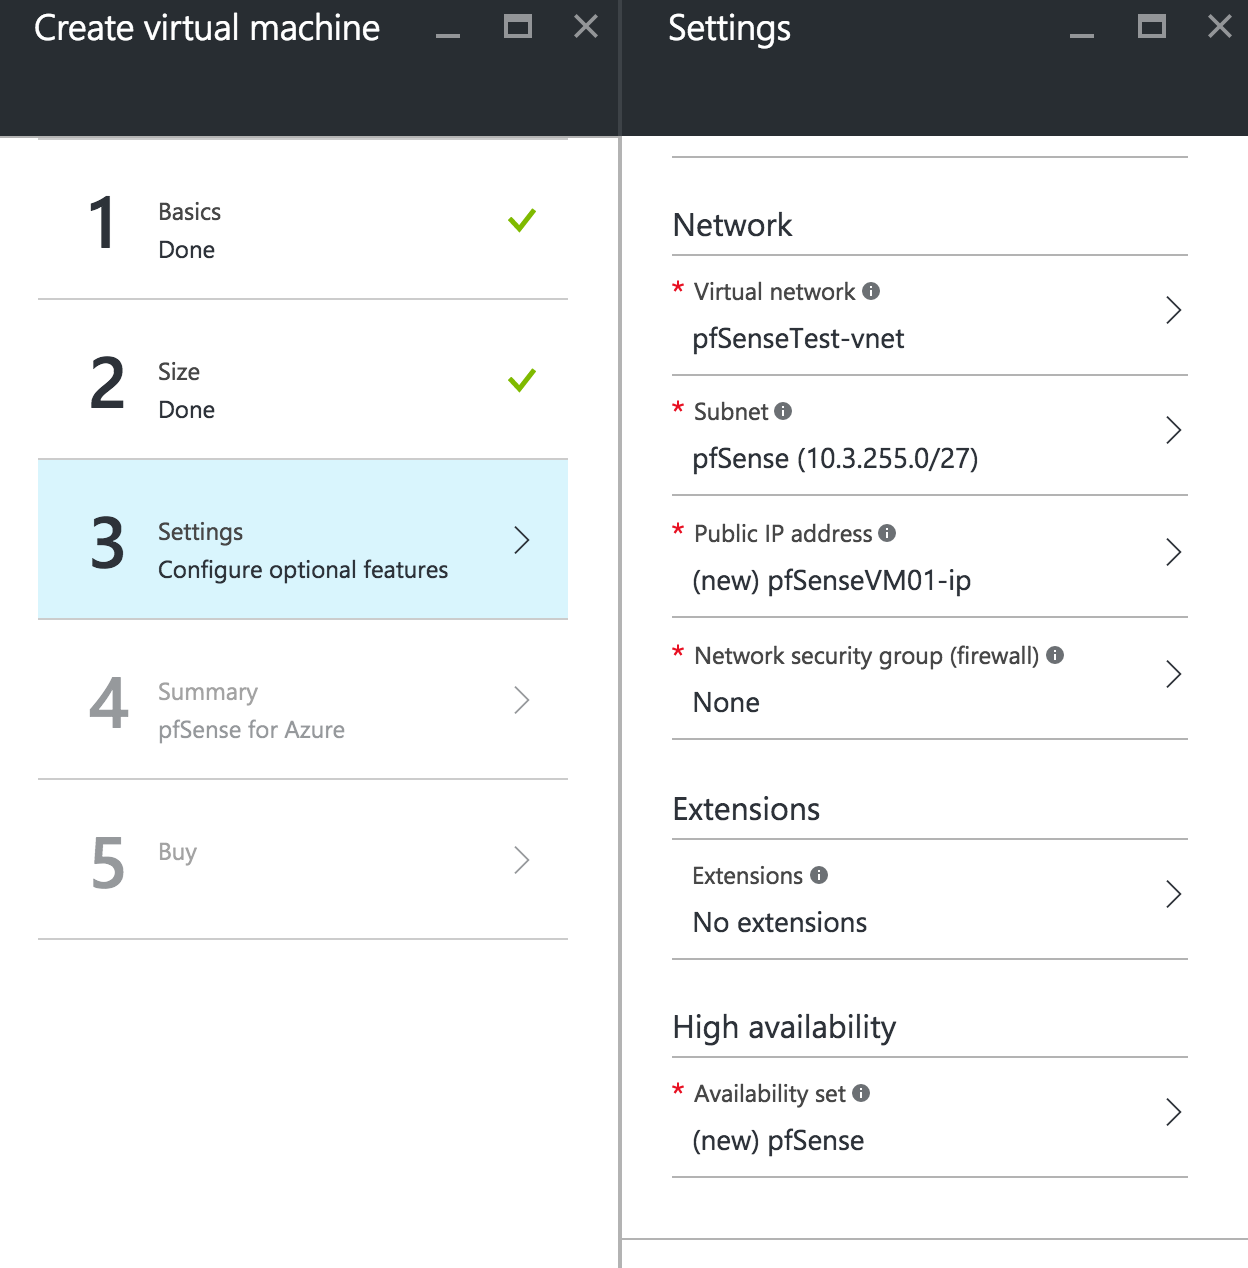 Create virtual machine
1
Basics
Done
2
Size
Done
3
Settings
Configure optional features
4
Summary
pfSense for Azure
5
Buy
Settings
Network
* Virtual network
pfSenseTest-vnet
* Subnet
pfSense (10.3.255.0/27)
* Public IP address
(new) pfSenseVM01-ip
* Network security group (firewall)
None
Extensions
Extensions
No extensions
High availability
* Availability set
(new) pfSense